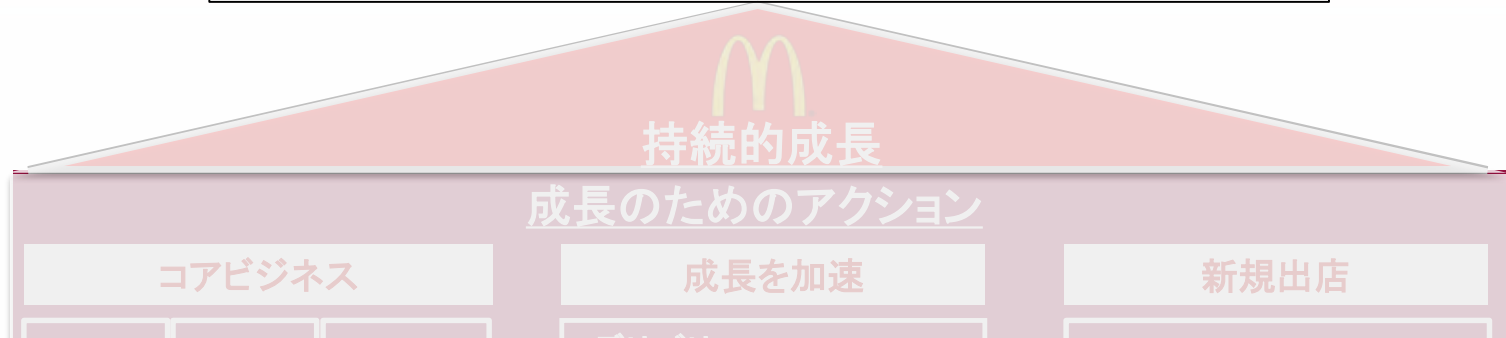 持続的成長
成長のためのアクション
コアビジネス
成長を加速
新規出店